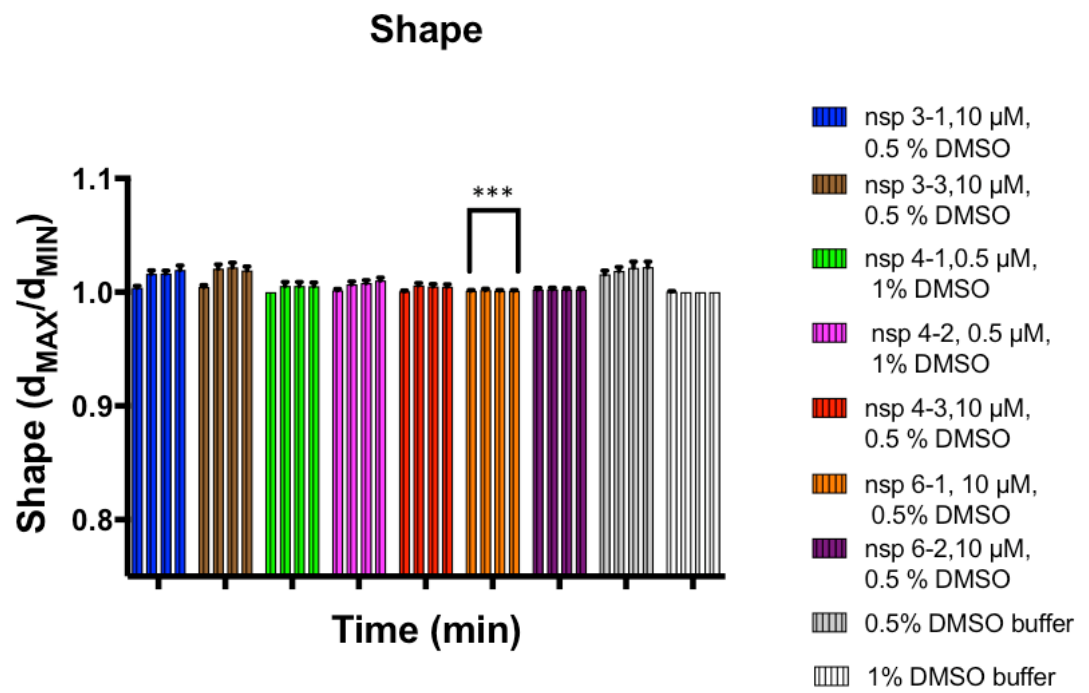 Shape
Shape (dMAX/dMIN)
1.1
1.0
0.9
0.8
***
Time (min)
nsp 3-1,10 µM,
0.5 % DMSO
nsp 3-3,10 µM,
0.5 % DMSO
nsp 4-1,0.5 µM,
1% DMSO
nsp 4-2, 0.5 µM,
1% DMSO
nsp 4-3,10 µM,
0.5 % DMSO
nsp 6-1, 10 µM,
0.5% DMSO
nsp 6-2,10 µM,
0.5 % DMSO
0.5% DMSO buffer
1% DMSO buffer